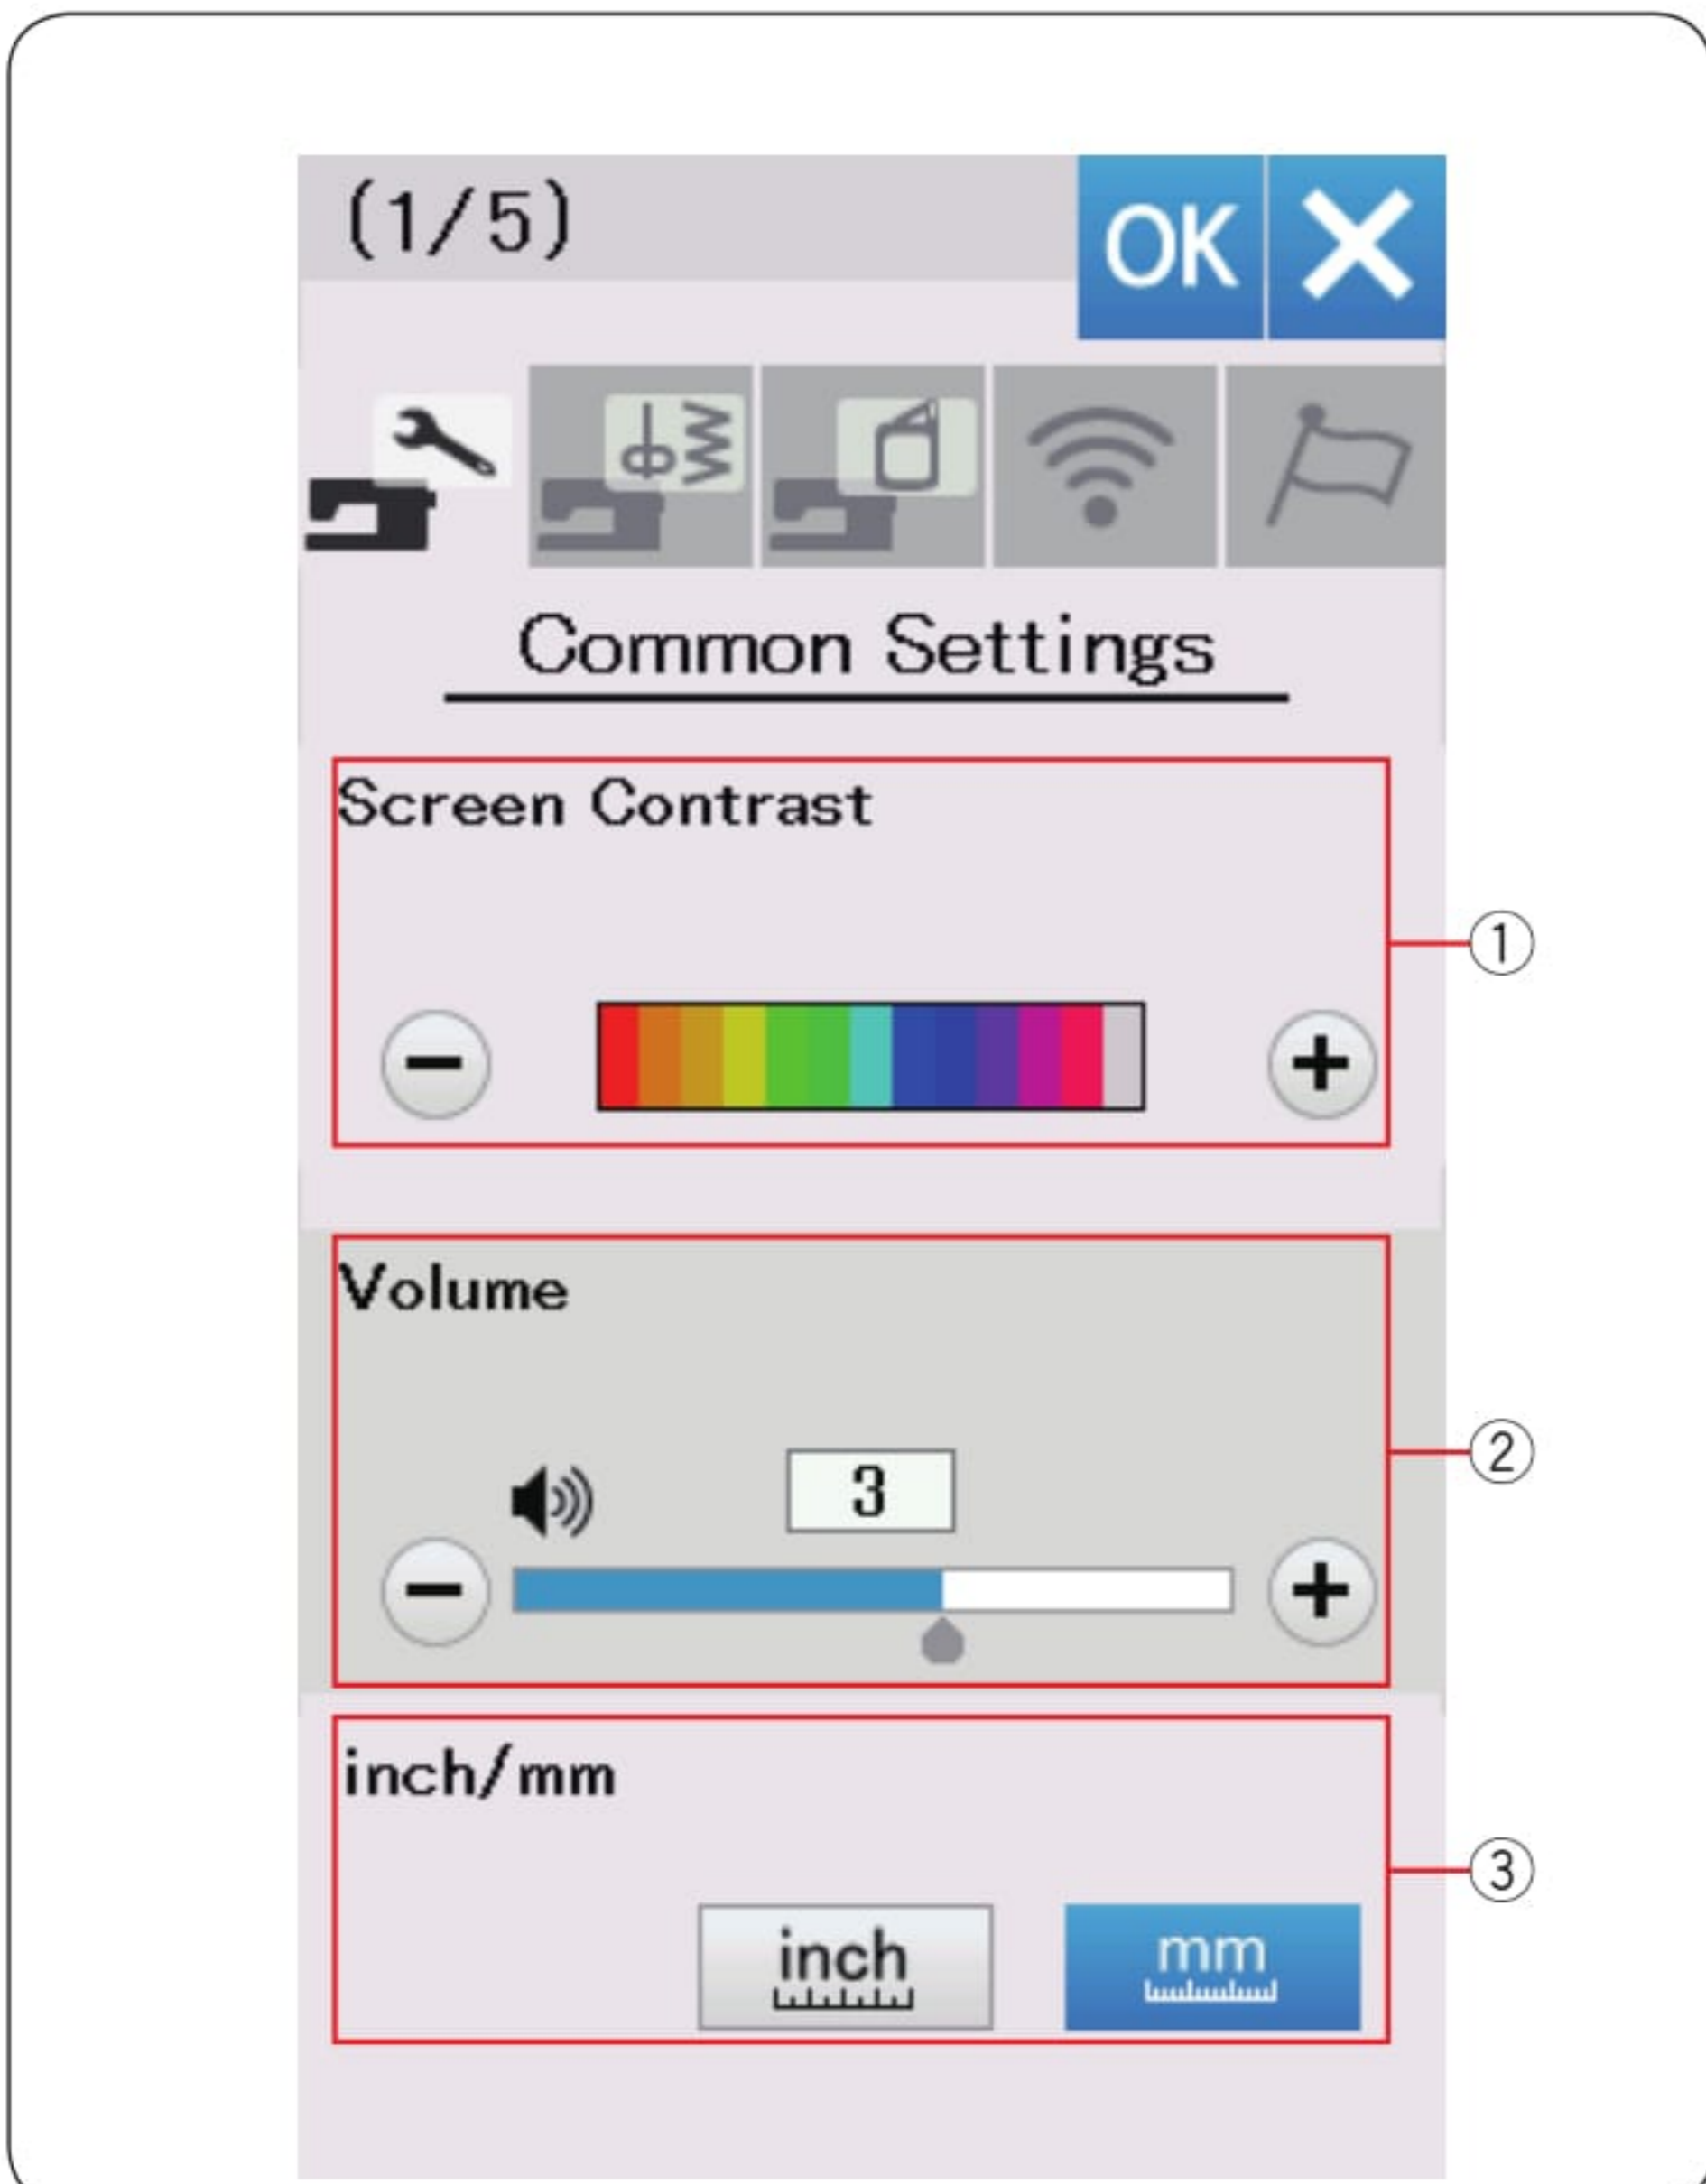 (1/5)
OK
Common Settings
Screen Contrast
①
Volume
3
②
inch/mm
inch
mm
③